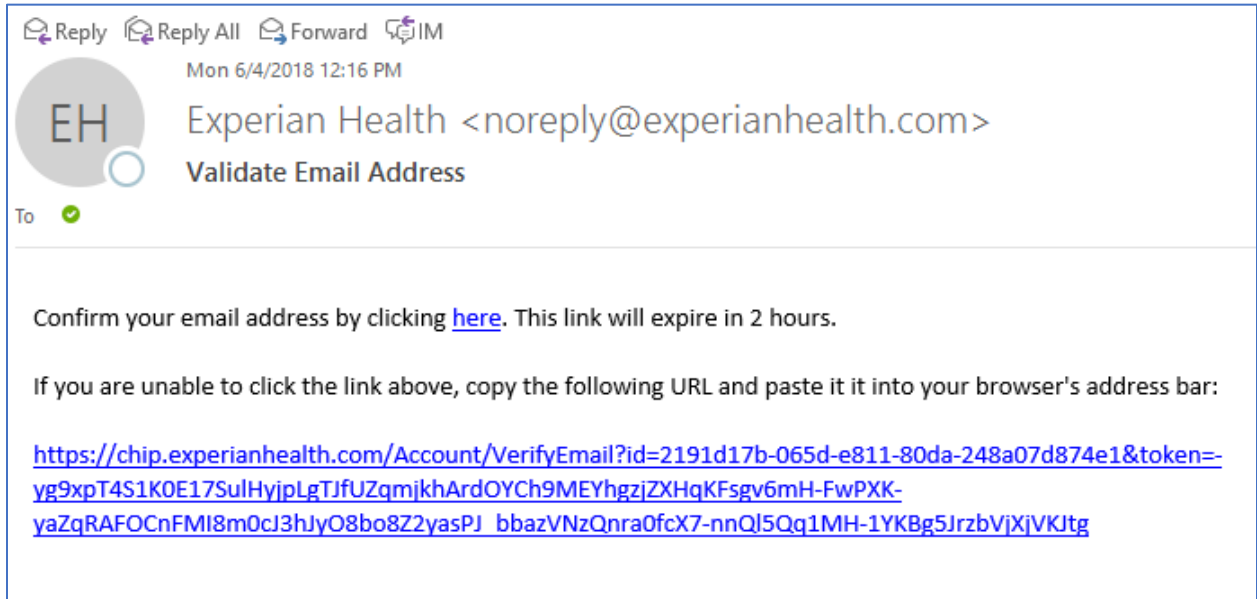 Reply Reply All Forward IM
Mon 6/4/2018 12:16 PM
EH
Experian Health <noreply@experianhealth.com>
Validate Email Address
To
Confirm your email address by clicking here. This link will expire in 2 hours.
If you are unable to click the link above, copy the following URL and paste it it into your browser's address bar:
https://chip.experianhealth.com/Account/VerifyEmail?id=2191d17b-065d-e811-80da-248a07d874e1&token=-
yg9xpT4S1K0E17SulHyjpLgTJfUZqmjkhArdOYCh9MEYhgzjZXHqKFsgv6mH-FwPXK-
yaZqRAFOCnFMI8m0cJ3hJyO8bo8Z2yasPJ_bbazVNzQnra0fcX7-nnQl5Qq1MH-1YKBg5JrzbVjXjVKJtg